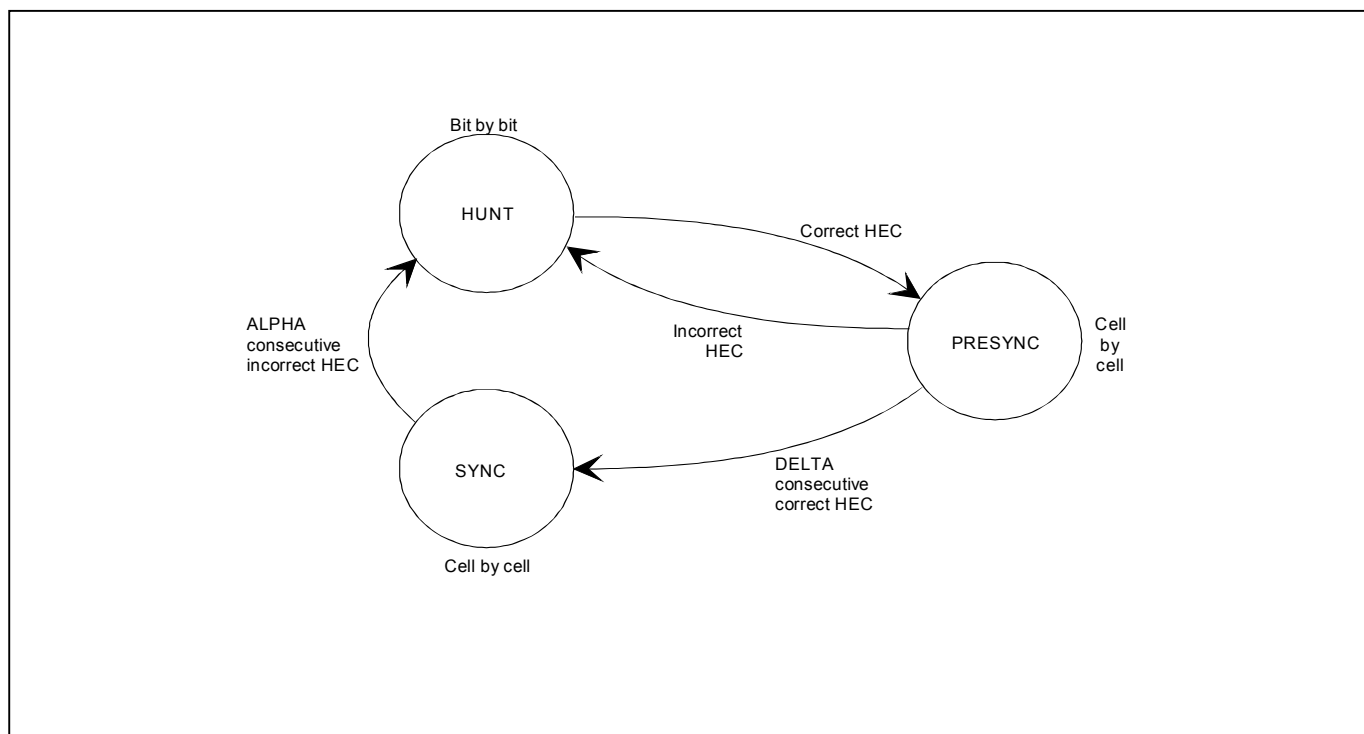 Bit by bit
HUNT
Correct HEC
ALPHA
consecutive
incorrect HEC
Incorrect
HEC
PRESYNC
Cell
by
cell
SYNC
DELTA
consecutive
correct HEC
Cell by cell